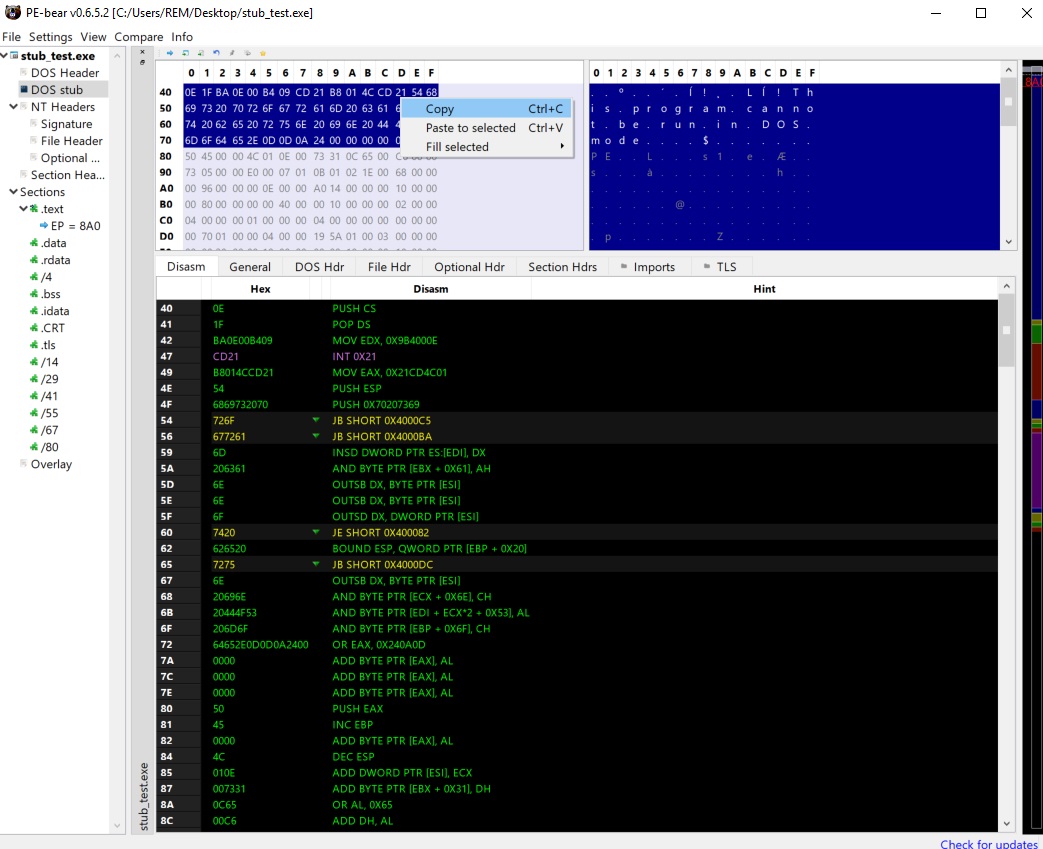 PE-bear v0.6.5.2 [C:/Users/REM/Desktop/stub_test.exe]
File Settings View Compare Info
stub_test.exe
DOS Header
DOS stub
NT Headers
Signature
File Header
Optional ...
Section Hea...
Sections
.text
EP = 8A0
.data
.rdata
/4
.bss
.idata
.CRT
.tls
/14
/29
/41
/55
/67
/80
Overlay
stub_test.exe
0 1 2 3 4 5 6 7 8 9 A B C D E F
40 0E 1F BA 0E 00 B4 09 CD 21 B8 01 4C CD 21 54 68
50 69 73 20 70 72 6F 67 72 61 6D 20 63 61
60 74 20 62 65 20 72 75 6E 20 69 6E 20 44
70 6D 6F 64 65 2E 0D 0D 0A 24 00 00 00 00
80 50 45 00 00 4C 01 0E 00 73 31 0C 65 00
90 73 05 00 00 E0 00 07 01 0B 01 02 1E 00 68 00 00
A0 00 96 00 00 00 0E 00 00 A0 14 00 00 00 10 00 00
B0 00 80 00 00 00 00 40 00 00 10 00 00 00 02 00 00
C0 04 00 00 00 01 00 00 00 04 00 00 00 00 00 00 00
D0 00 70 01 00 00 04 00 00 19 5A 01 00 03 00 00 00
Copy Ctrl+C
Paste to selected Ctrl+V
Fill selected
0 1 2 3 4 5 6 7 8 9 A B C D E F
. . º . . ´ . Í ! ¸ . L Í ! T h
i s . p r o g r a m . c a n n o
t . b e . r u n . i n . D O S .
m o d e . . . . $ . . . . . . .
P E . . L . . . s 1 . e . Æ . .
s . . . à . . . . . . . . h . .
. . . . . . . . . . . . . . . .
. . . . . . @ . . . . . . . . .
. . . . . . . . . . . . . . . .
. p . . . . . . . Z . . . . . .
Disasm General DOS Hdr File Hdr Optional Hdr Section Hdrs Imports TLS
Hex Disasm Hint
40 0E PUSH CS
41 1F POP DS
42 BA0E00B409 MOV EDX, 0X9B4000E
47 CD21 INT 0X21
49 B8014CCD21 MOV EAX, 0X21CD4C01
4E 54 PUSH ESP
4F 6869732070 PUSH 0X70207369
54 726F JB SHORT 0X4000C5
56 677261 JB SHORT 0X4000BA
59 6D INSD DWORD PTR ES:[EDI], DX
5A 206361 AND BYTE PTR [EBX + 0X61], AH
5D 6E OUTSB DX, BYTE PTR [ESI]
5E 6E OUTSB DX, BYTE PTR [ESI]
5F 6F OUTSD DX, DWORD PTR [ESI]
60 7420 JE SHORT 0X400082
62 626520 BOUND ESP, QWORD PTR [EBP + 0X20]
65 7275 JB SHORT 0X4000DC
67 6E OUTSB DX, BYTE PTR [ESI]
68 20696E AND BYTE PTR [ECX + 0X6E], CH
6B 20444F53 AND BYTE PTR [EDI + ECX*2 + 0X53], AL
6F 206D6F AND BYTE PTR [EBP + 0X6F], CH
72 64652E0D0D0A2400 OR EAX, 0X240A0D
7A 0000 ADD BYTE PTR [EAX], AL
7C 0000 ADD BYTE PTR [EAX], AL
7E 0000 ADD BYTE PTR [EAX], AL
80 50 PUSH EAX
81 45 INC EBP
82 0000 ADD BYTE PTR [EAX], AL
84 4C DEC ESP
85 010E ADD DWORD PTR [ESI], ECX
87 007331 ADD BYTE PTR [EBX + 0X31], DH
8A 0C65 OR AL, 0X65
8C 00C6 ADD DH, AL
Check for updates